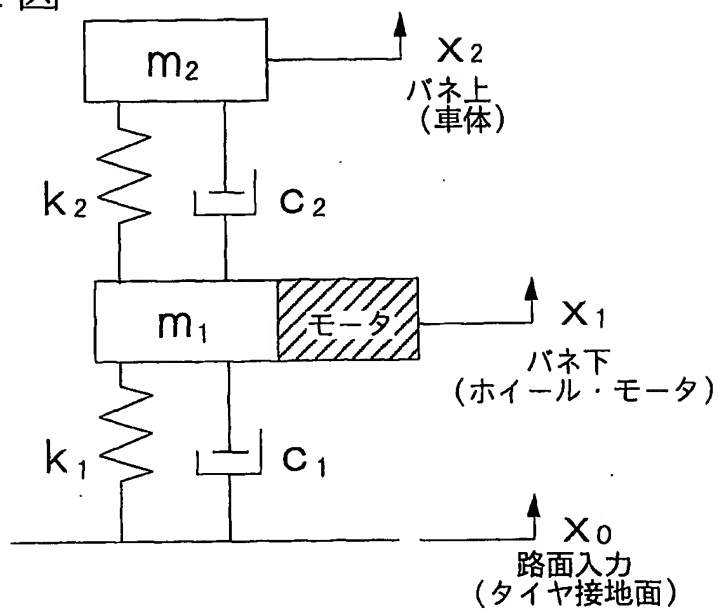 図
m₂
X₂
バネ上
(車体)
k₂
C₂
m₁
モータ
X₁
バネ下
(ホイール・モータ)
k₁
C₁
X₀
路面入力
(タイヤ接地面)